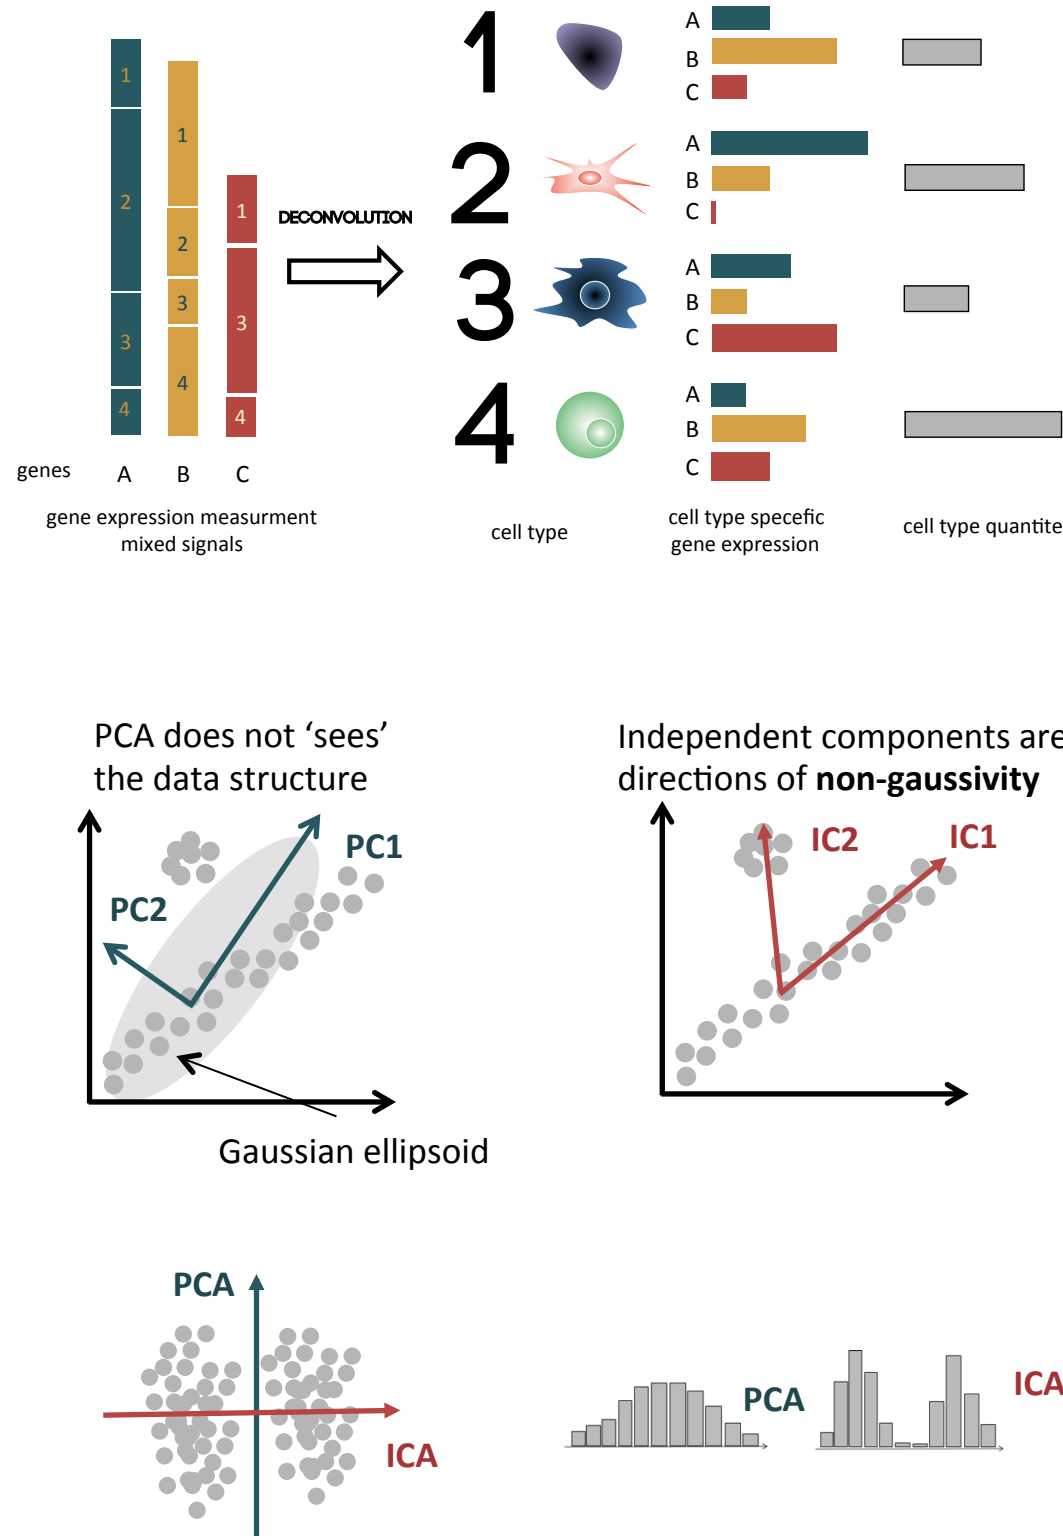 1
2
3
4
1
2
3
4
1
3
4
genes
A
B
C
gene expression measurment
mixed signals
DECONVOLUTION
1
A
B
C
2
A
B
C
3
A
B
C
4
A
B
C
cell type
cell type specefic
gene expression
cell type quantite
PCA does not ‘sees’
the data structure
PC1
PC2
Gaussian ellipsoid
Independent components are
directions of non-gaussivity
IC2
IC1
PCA
ICA
PCA
ICA